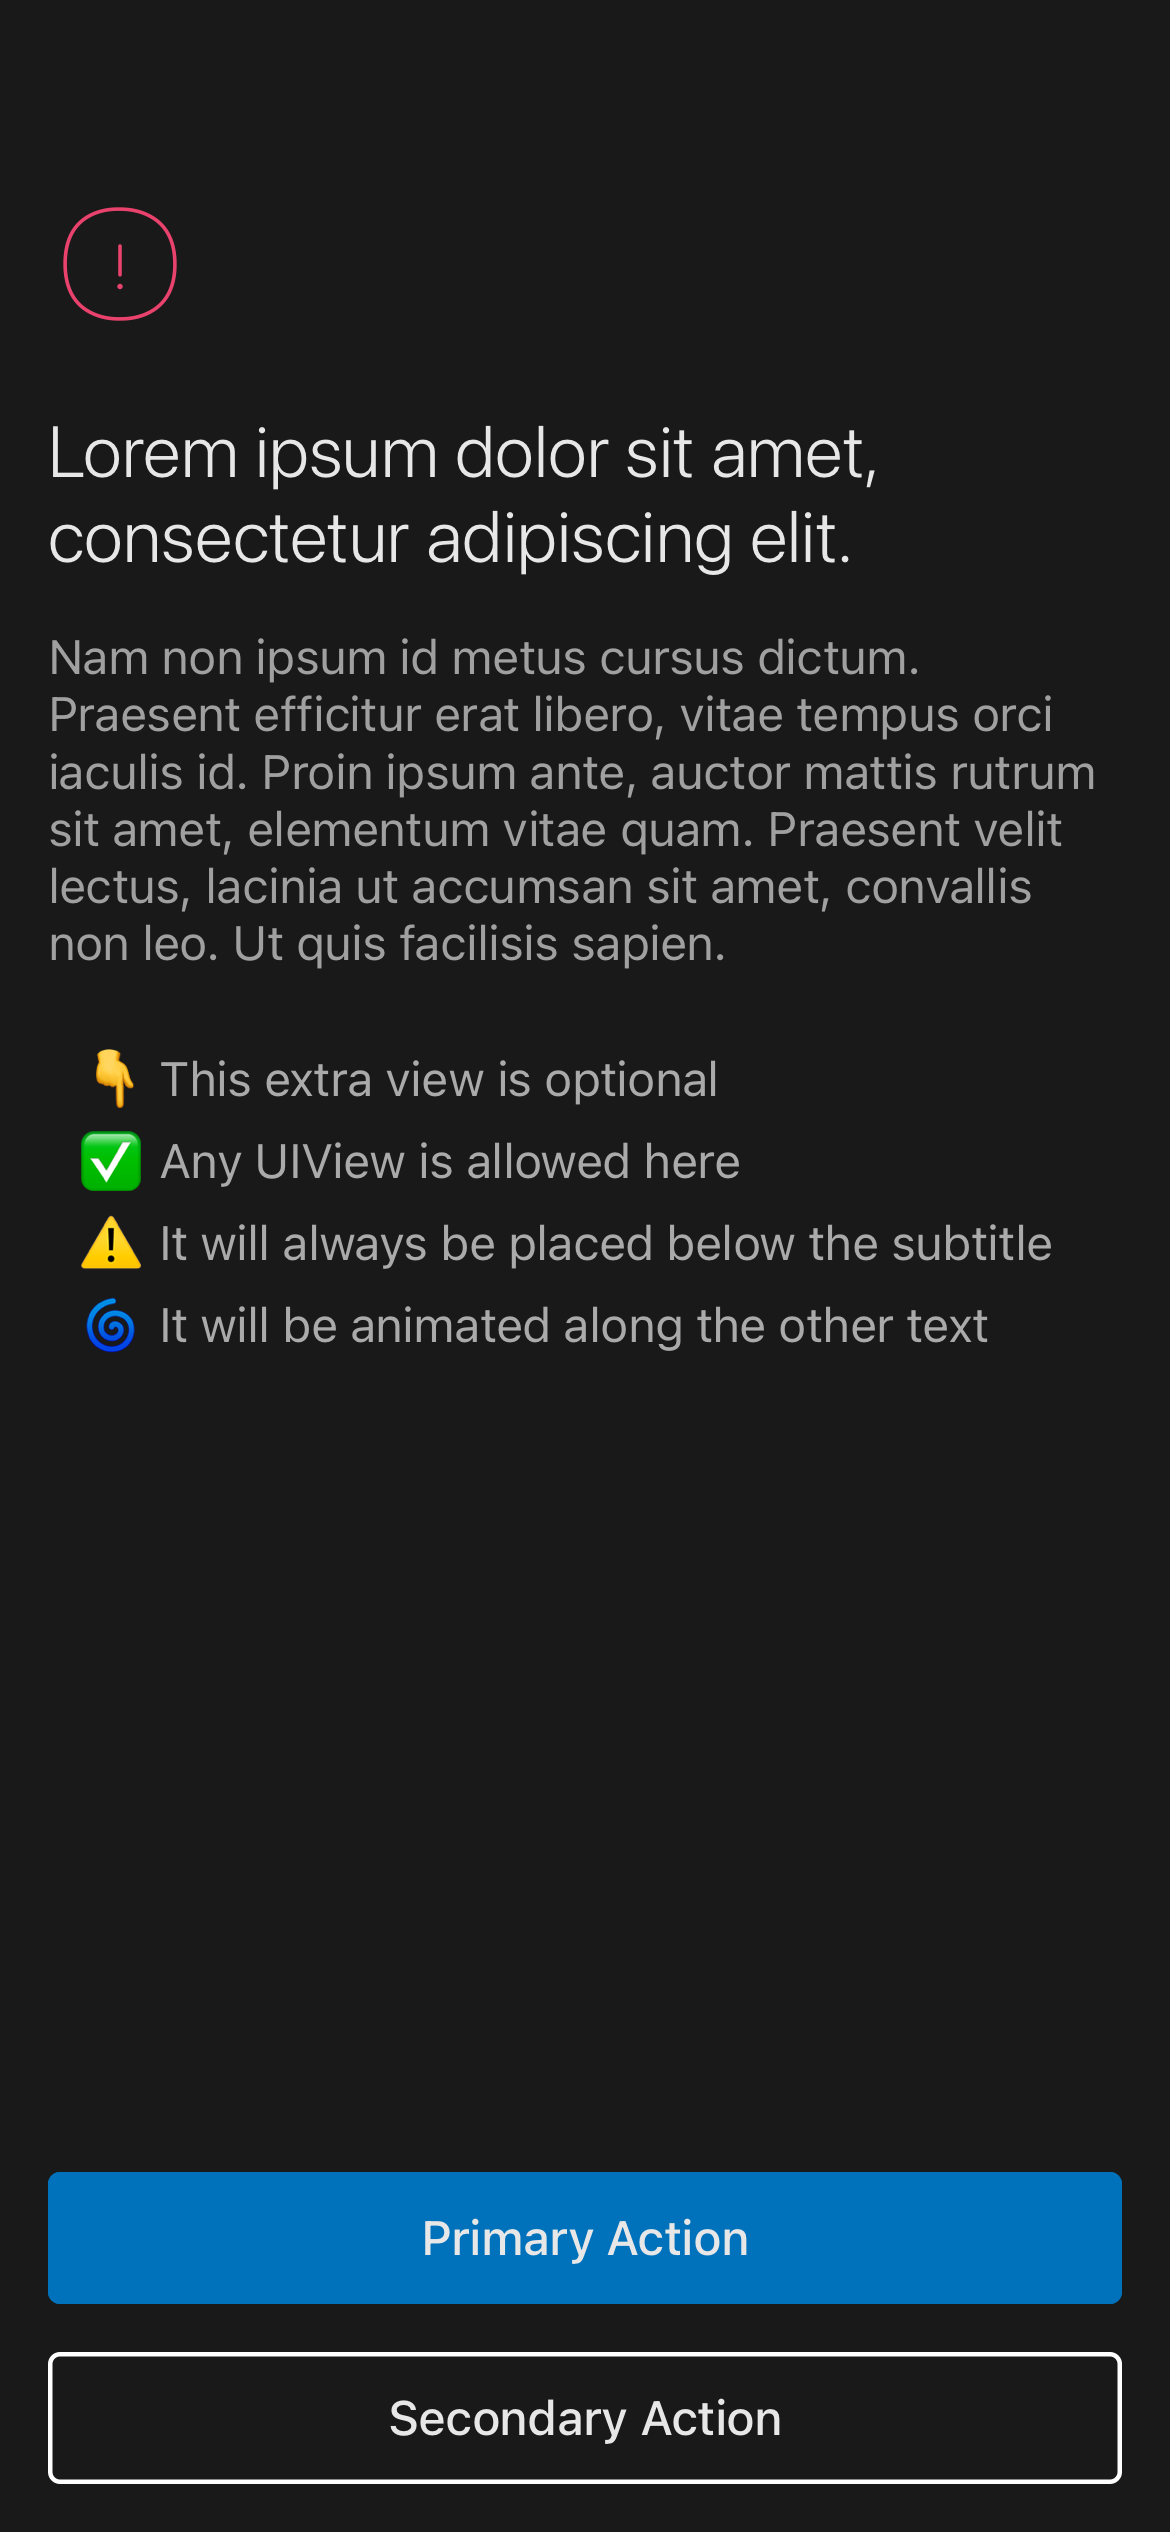 Lorem ipsum dolor sit amet,
consectetur adipiscing elit.
Nam non ipsum id metus cursus dictum.
Praesent efficitur erat libero, vitae tempus orci
iaculis id. Proin ipsum ante, auctor mattis rutrum
sit amet, elementum vitae quam. Praesent velit
lectus, lacinia ut accumsan sit amet, convallis
non leo. Ut quis facilisis sapien.
👇 This extra view is optional
✅ Any UIView is allowed here
⚠️ It will always be placed below the subtitle
🌀 It will be animated along the other text
Primary Action
Secondary Action